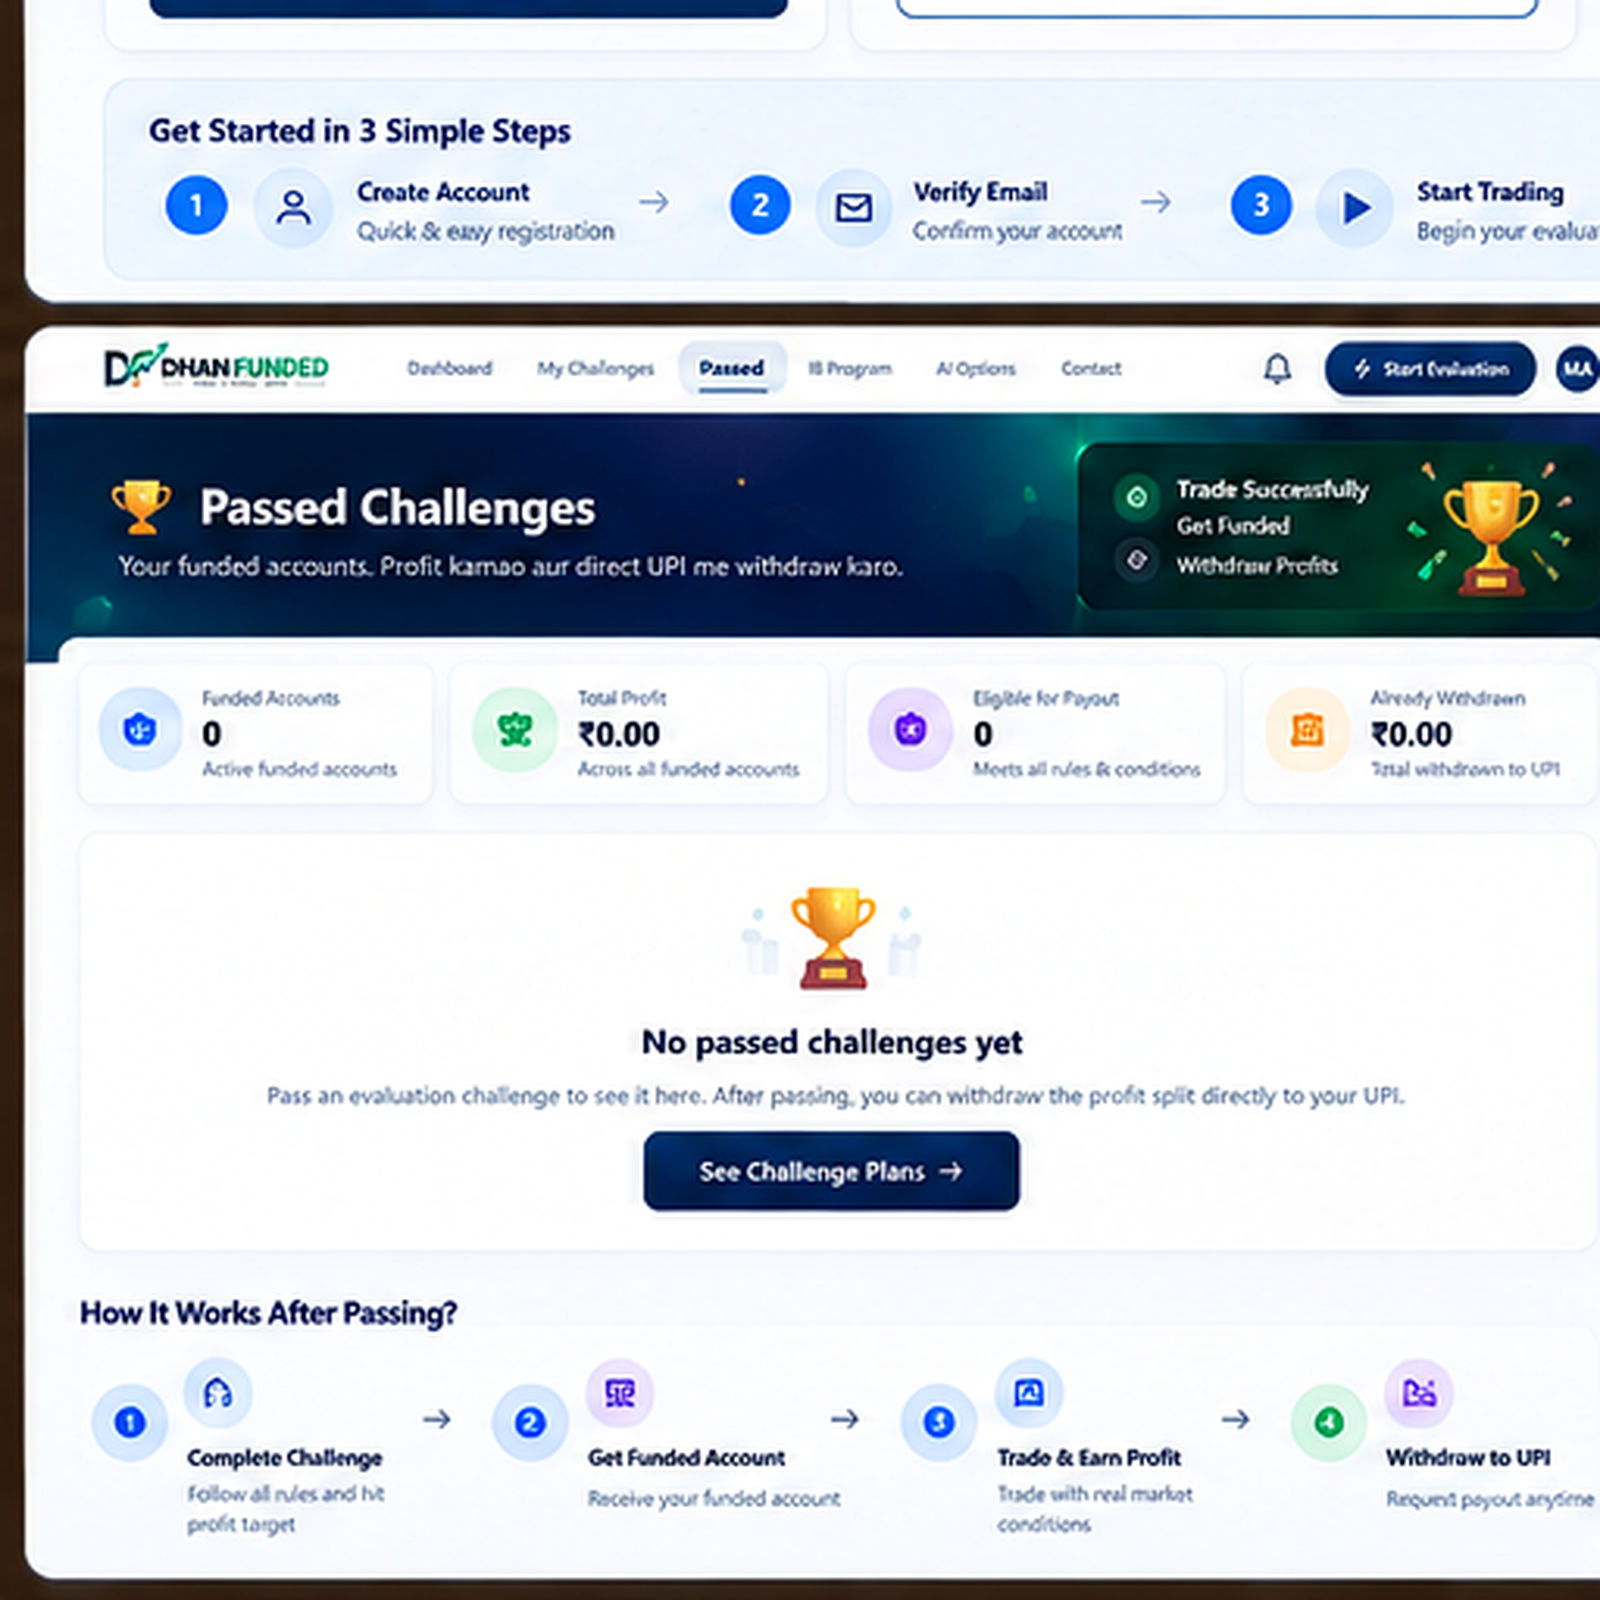 Get Started in 3 Simple Steps
1 Create Account
Quick & easy registration
2 Verify Email
Confirm your account
3 Start Trading
Begin your
DHAN FUNDED
Dashboard My Challenges Passed IB Program AI Options Contact
Start Evaluation MA
Passed Challenges
Your funded accounts. Profit kamao aur direct UPI me withdraw karo.
Trade Successfully
Get Funded
Withdraw Profits
Funded Accounts
0
Active funded accounts
Total Profit
₹0.00
Across all funded accounts
Eligible for Payout
0
Meets all rules & conditions
Already Withdrawn
₹0.00
Total withdrawn to UPI
No passed challenges yet
Pass an evaluation challenge to see it here. After passing, you can withdraw the profit split directly to your UPI.
See Challenge Plans →
How It Works After Passing?
1 Complete Challenge
Follow all rules and hit
profit target
2 Get Funded Account
Receive your funded account
3 Trade & Earn Profit
Trade with real market
conditions
4 Withdraw to UPI
Request payout anytime